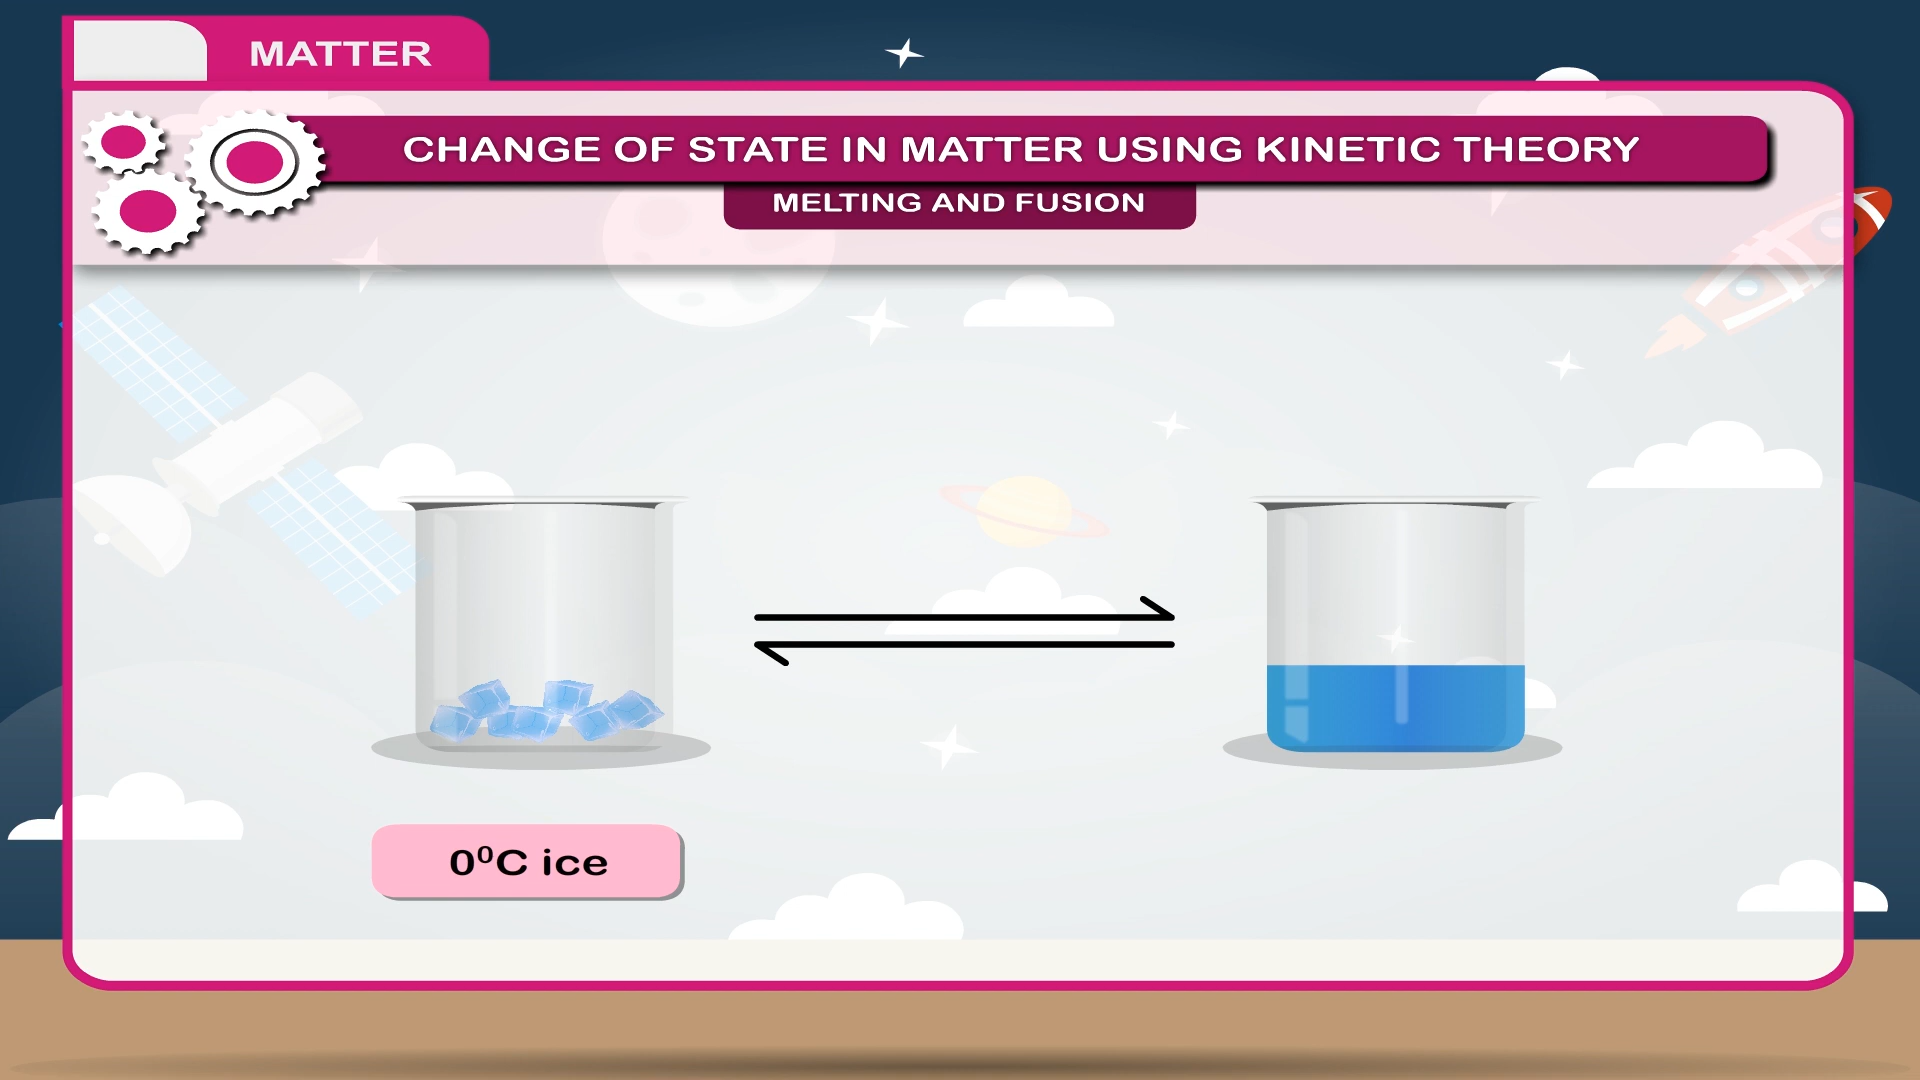 MATTER
CHANGE OF STATE IN MATTER USING KINETIC THEORY
MELTING AND FUSION
0⁰C ice